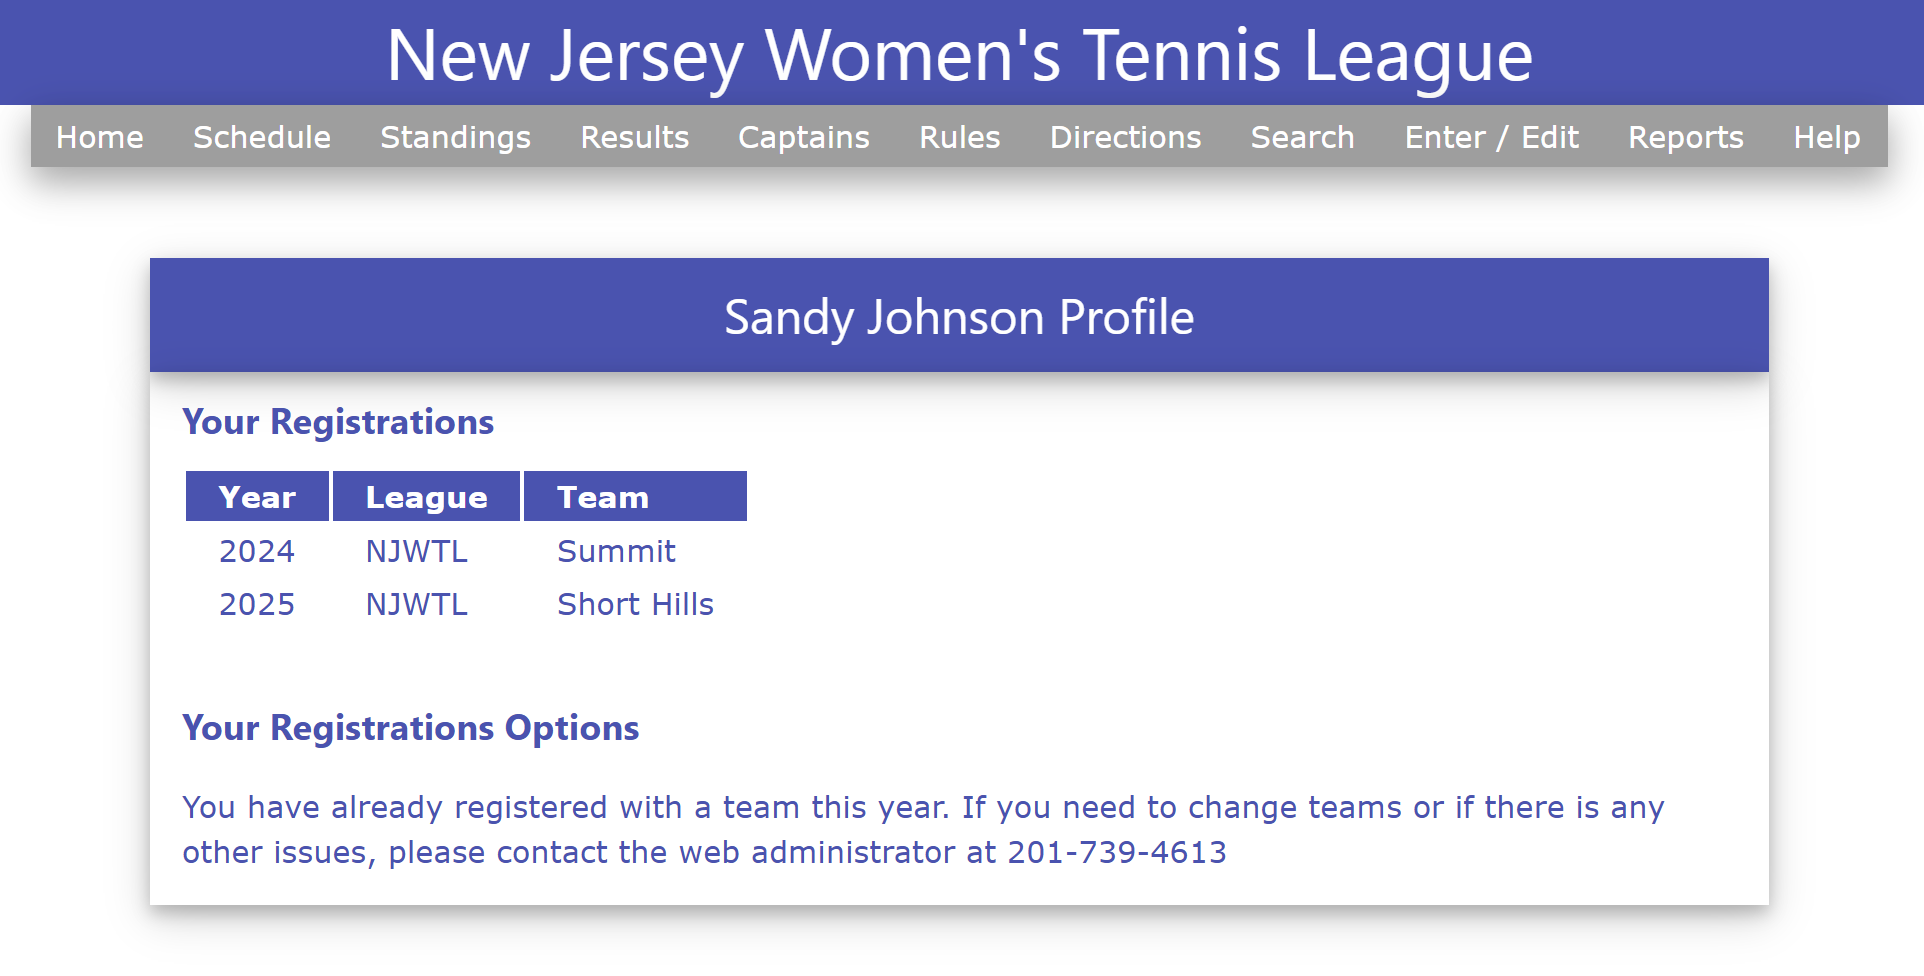 New Jersey Women's Tennis League
Home Schedule Standings Results Captains Rules Directions Search Enter / Edit Reports Help
Sandy Johnson Profile
Your Registrations
Year League Team
2024 NJWTL Summit
2025 NJWTL Short Hills
Your Registrations Options
You have already registered with a team this year. If you need to change teams or if there is any
other issues, please contact the web administrator at 201-739-4613